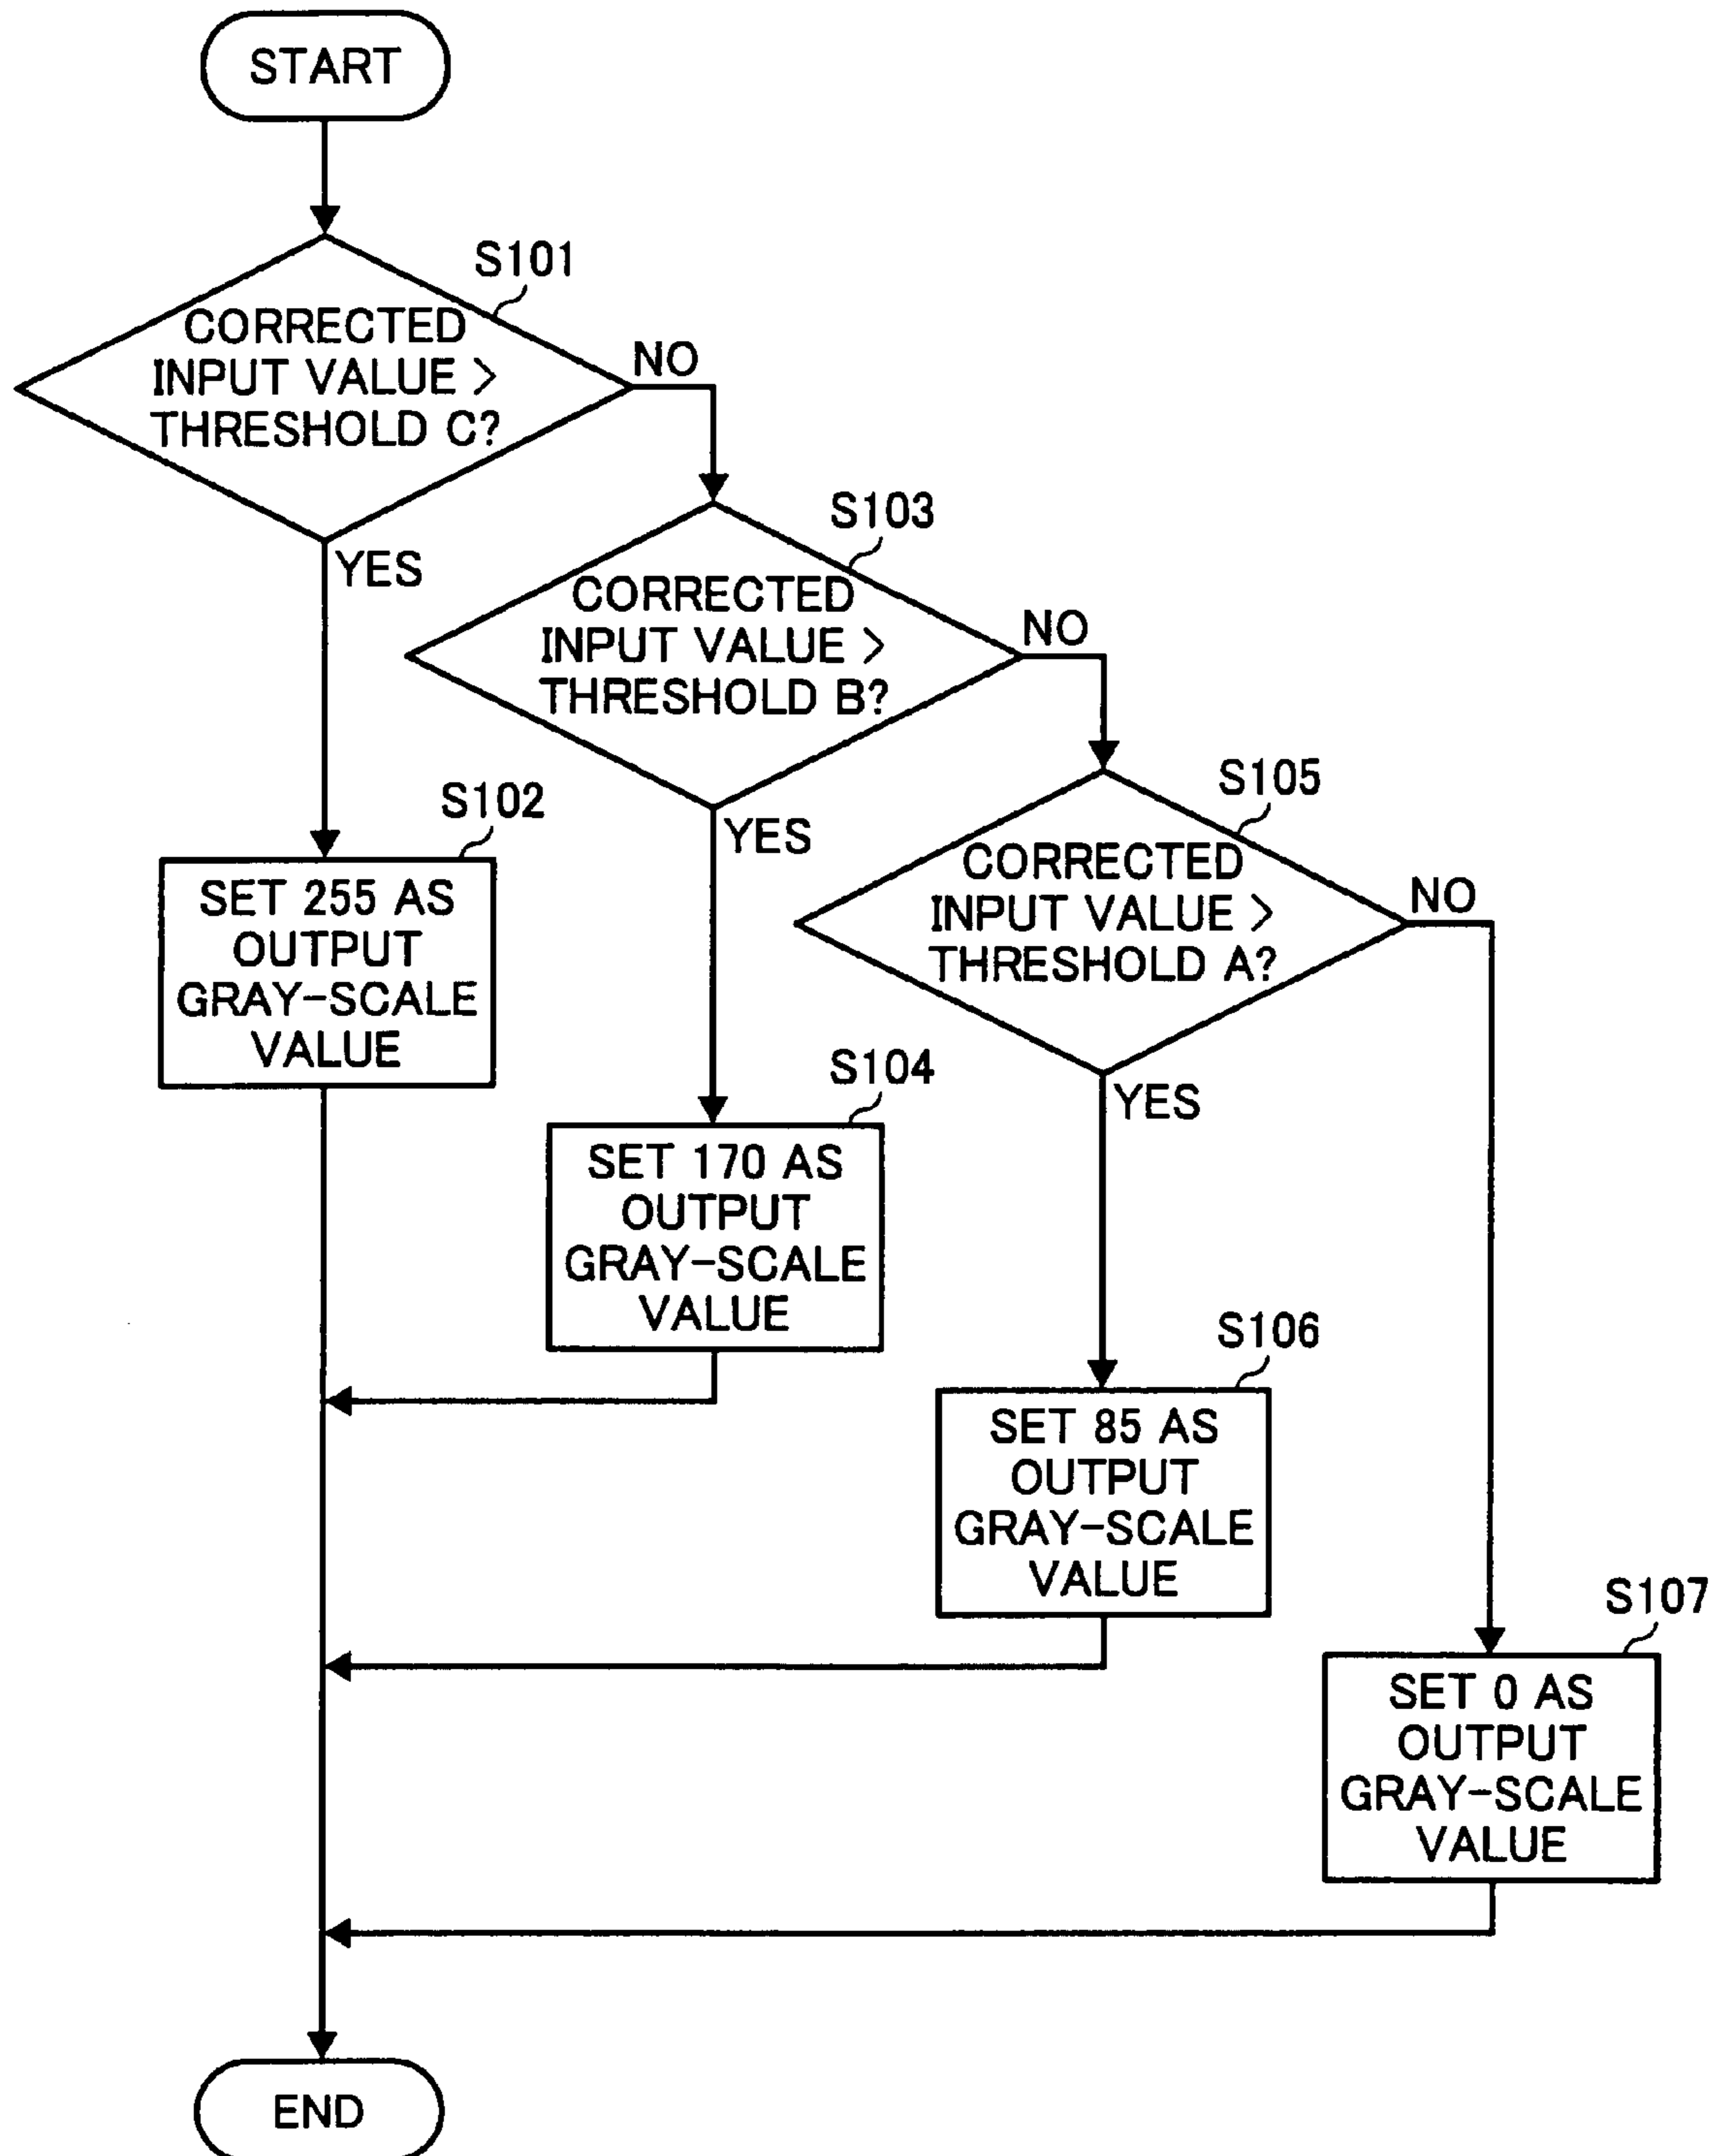 START
S101
CORRECTED
INPUT VALUE >
THRESHOLD C?
NO
YES
S103
CORRECTED
INPUT VALUE >
THRESHOLD B?
NO
YES
S102
SET 255 AS
OUTPUT
GRAY-SCALE
VALUE
S105
CORRECTED
INPUT VALUE >
THRESHOLD A?
NO
YES
S104
SET 170 AS
OUTPUT
GRAY-SCALE
VALUE
S106
SET 85 AS
OUTPUT
GRAY-SCALE
VALUE
S107
SET 0 AS
OUTPUT
GRAY-SCALE
VALUE
END